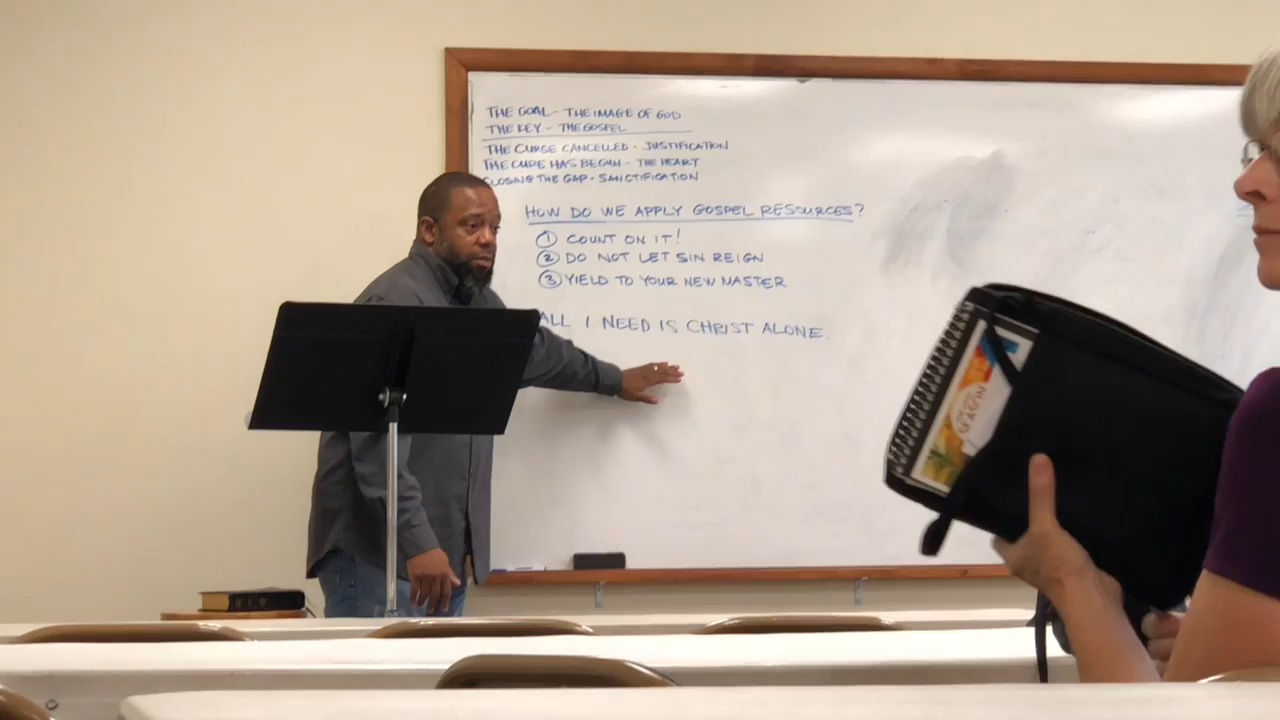 THE GOAL - THE IMAGE OF GOD
THE KEY - THE GOSPEL
THE CURSE CANCELLED - JUSTIFICATION
THE CURE HAS BEGUN - THE HEART
CLOSING THE GAP - SANCTIFICATION
HOW DO WE APPLY GOSPEL RESOURCES?
1 COUNT ON IT!
2 DO NOT LET SIN REIGN
3 YIELD TO YOUR NEW MASTER
ALL I NEED IS CHRIST ALONE.